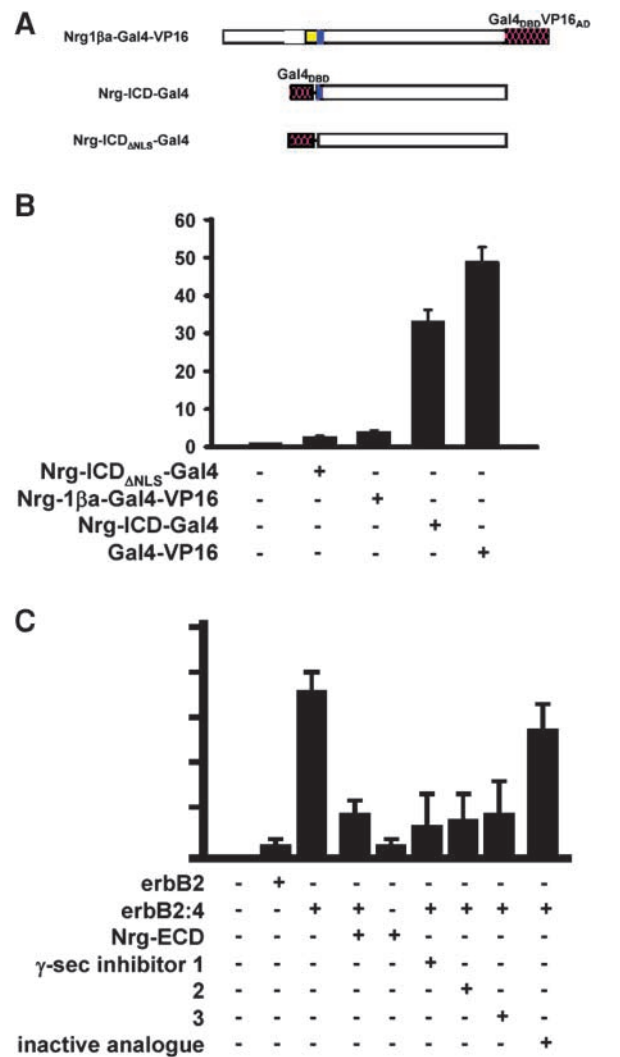 A
Gal4DBDVP16AD
Nrg1βa-Gal4-VP16
Gal4DBD
Nrg-ICD-Gal4
Nrg-ICDΔNLS-Gal4
B
60
50
40
30
20
10
0
Nrg-ICDΔNLS-Gal4 - + - - -
Nrg-1βa-Gal4-VP16 - - + - -
Nrg-ICD-Gal4 - - - + -
Gal4-VP16 - - - - +
C
erbB2 - + - - - - - - -
erbB2:4 - - + + - + + + +
Nrg-ECD - - - + + - - - -
γ-sec inhibitor 1 - - - - - + - - -
2 - - - - - - + - -
3 - - - - - - - + -
inactive analogue - - - - - - - - +